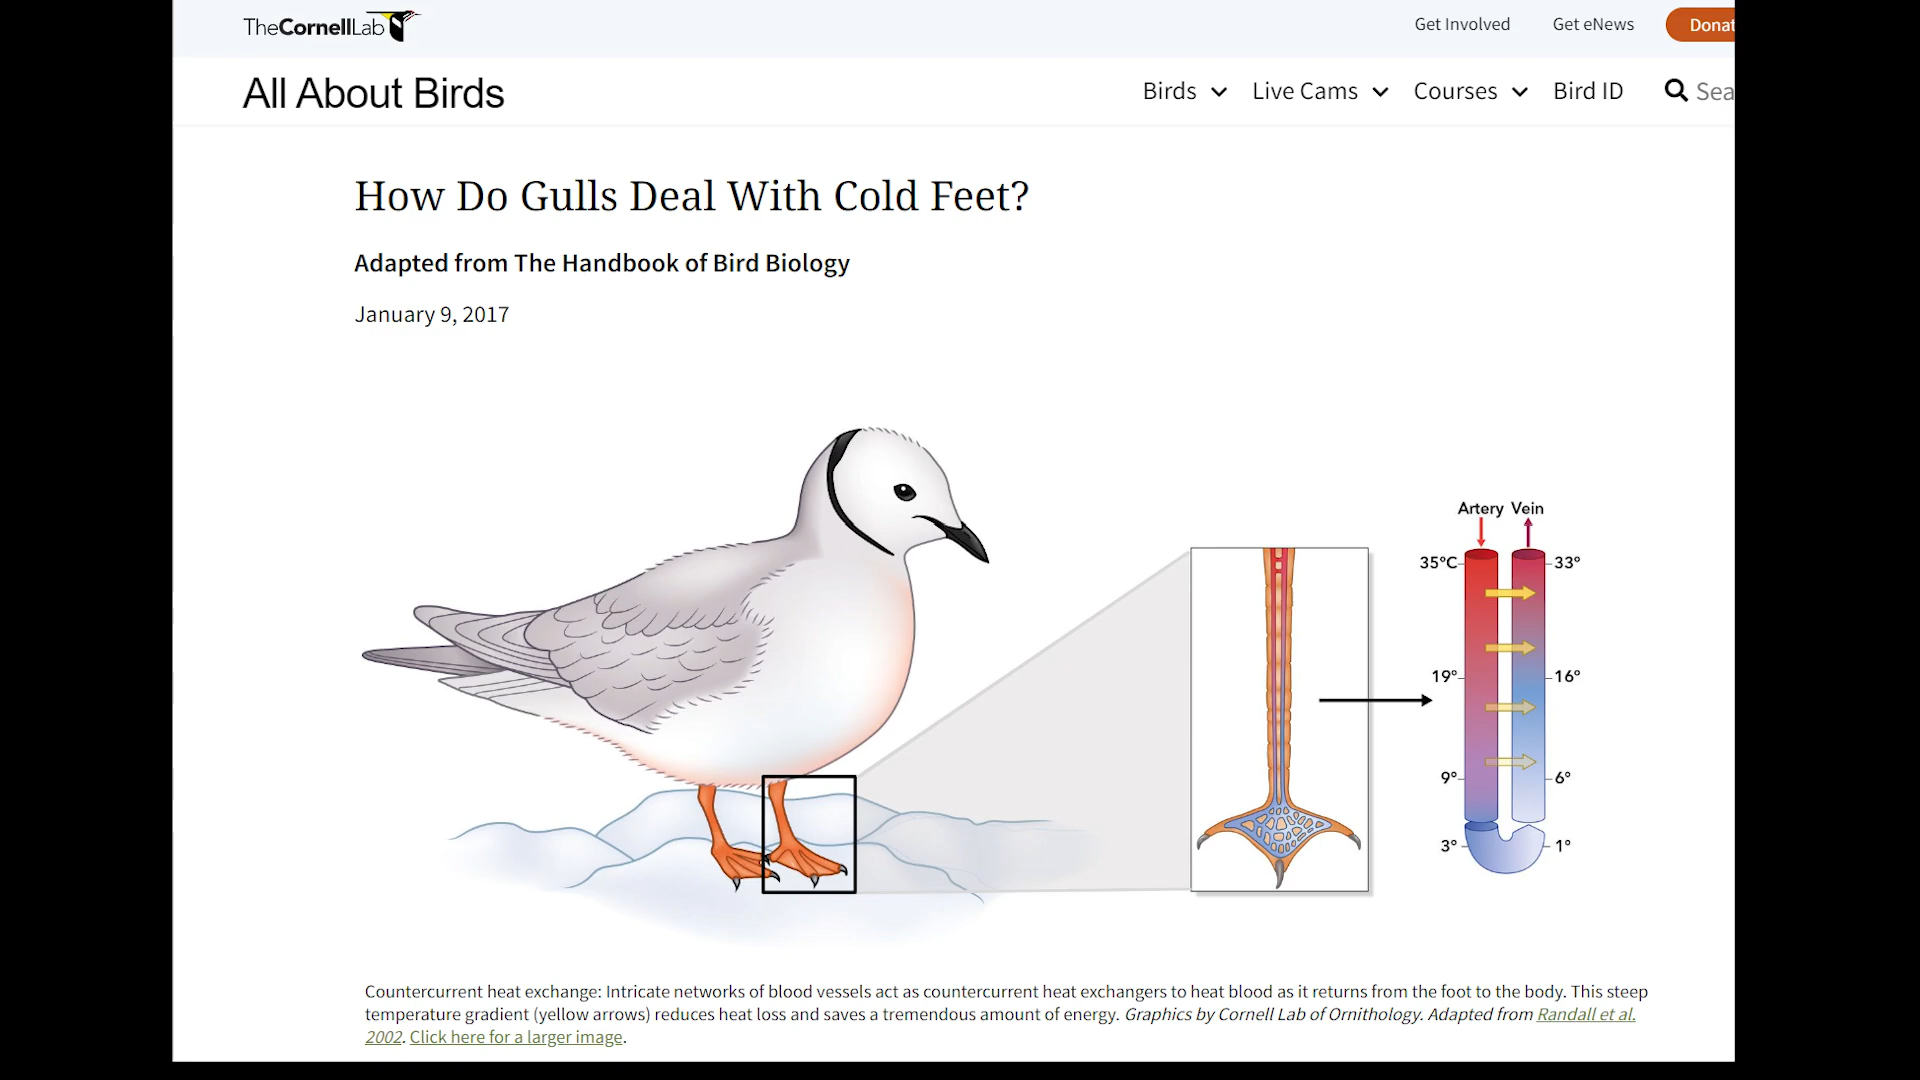 TheCornellLab
Get Involved Get eNews Donat
All About Birds
Birds Live Cams Courses Bird ID Sea
How Do Gulls Deal With Cold Feet?
Adapted from The Handbook of Bird Biology
January 9, 2017
Artery Vein
35°C 33°
19° 16°
9° 6°
3° 1°
Countercurrent heat exchange: Intricate networks of blood vessels act as countercurrent heat exchangers to heat blood as it returns from the foot to the body. This steep
temperature gradient (yellow arrows) reduces heat loss and saves a tremendous amount of energy. Graphics by Cornell Lab of Ornithology. Adapted from Randall et al.
2002. Click here for a larger image.